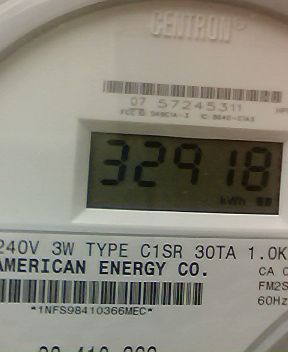 CENTRON
07 57245311
32918
kWh
240V 3W TYPE C1SR 30TA 1.0K
AMERICAN ENERGY CO.
CA 0
FM2S
60Hz
*1NFS98410366MEC*